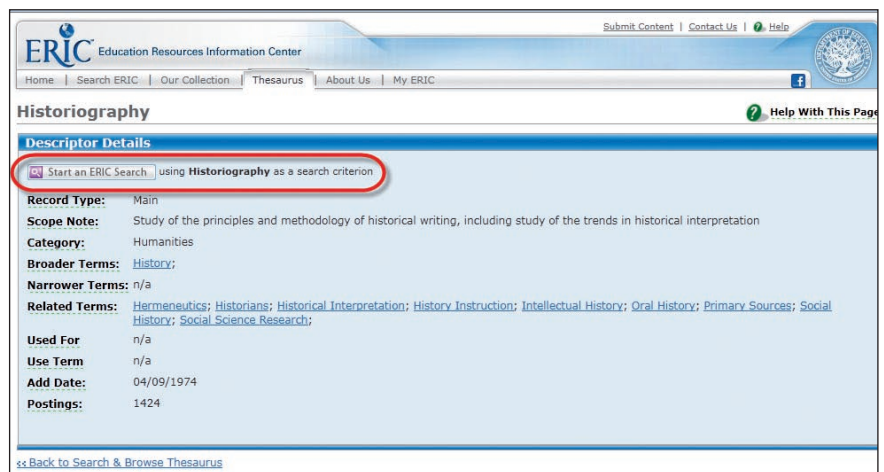 Submit Content | Contact Us | Help
ERIC Education Resources Information Center
Home | Search ERIC | Our Collection | Thesaurus | About Us | My ERIC
Historiography
Help With This Page
Descriptor Details
Start an ERIC Search using Historiography as a search criterion
Record Type: Main
Scope Note: Study of the principles and methodology of historical writing, including study of the trends in historical interpretation
Category: Humanities
Broader Terms: History;
Narrower Terms: n/a
Related Terms: Hermeneutics; Historians; Historical Interpretation; History Instruction; Intellectual History; Oral History; Primary Sources; Social
History; Social Science Research;
Used For n/a
Use Term n/a
Add Date: 04/09/1974
Postings: 1424
<< Back to Search & Browse Thesaurus